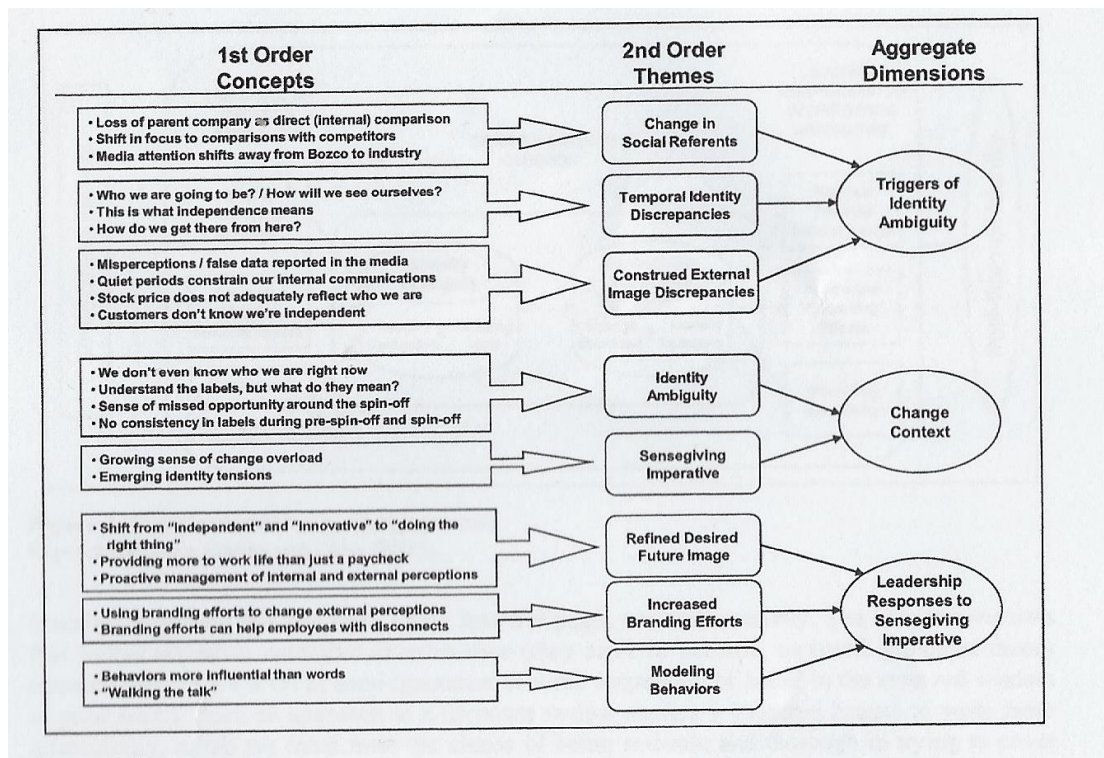 1st Order
Concepts
2nd Order
Themes
Aggregate
Dimensions
• Loss of parent company as direct (internal) comparison
• Shift in focus to comparisons with competitors
• Media attention shifts away from Bozco to industry
Change in
Social Referents
• Who we are going to be? / How will we see ourselves?
• This is what independence means
• How do we get there from here?
Temporal Identity
Discrepancies
• Misperceptions / false data reported in the media
• Quiet periods constrain our internal communications
• Stock price does not adequately reflect who we are
• Customers don't know we're independent
Construed External
Image Discrepancies
Triggers of
Identity
Ambiguity
• We don't even know who we are right now
• Understand the labels, but what do they mean?
• Sense of missed opportunity around the spin-off
• No consistency in labels during pre-spin-off and spin-off
Identity
Ambiguity
• Growing sense of change overload
• Emerging identity tensions
Sensegiving
Imperative
Change
Context
• Shift from "independent" and "innovative" to "doing the
right thing"
• Providing more to work life than just a paycheck
• Proactive management of internal and external perceptions
Refined Desired
Future Image
• Using branding efforts to change external perceptions
• Branding efforts can help employees with disconnects
Increased
Branding Efforts
• Behaviors more influential than words
• "Walking the talk"
Modeling
Behaviors
Leadership
Responses to
Sensegiving
Imperative